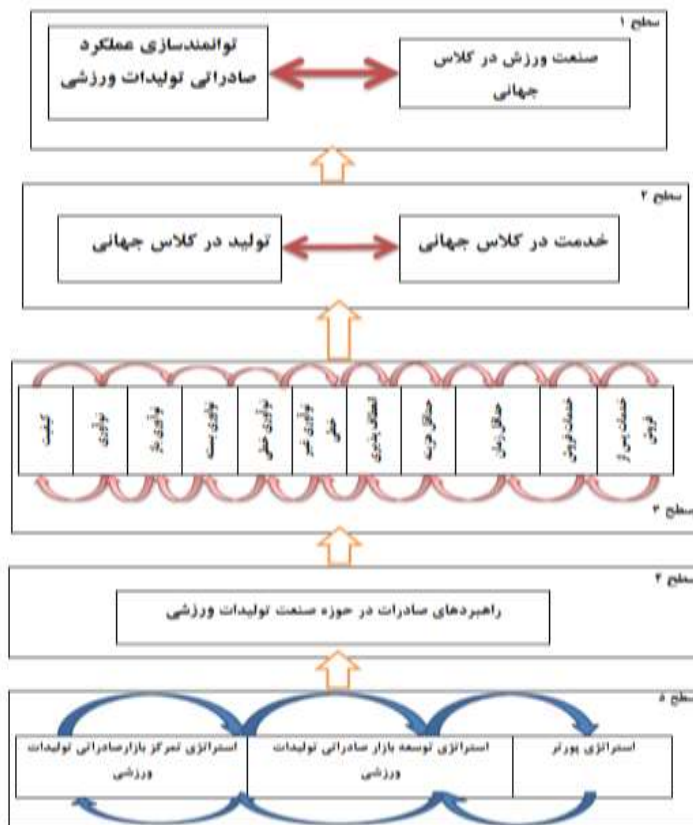 سطح ۱
صنعت ورزش در کلاس
جهانی
توانمندسازی عملکرد
صادراتی تولیدات ورزشی
سطح ۲
خدمت در کلاس جهانی
تولید در کلاس جهانی
خدمات پس از
فروش
خدمات فروش
حداقل زمان
حداقل هزینه
انعطاف پذیری
نوآوری غیر
خطی
نوآوری خطی
نوآوری بسته
نوآوری باز
نوآوری
کیفیت
سطح ۳
سطح ۴
راهبردهای صادرات در حوزه صنعت تولیدات ورزشی
سطح ۵
استراتژی پورتر
استراتژی توسعه بازار صادراتی تولیدات
ورزشی
استراتژی تمرکز بازارصادراتی تولیدات
ورزشی